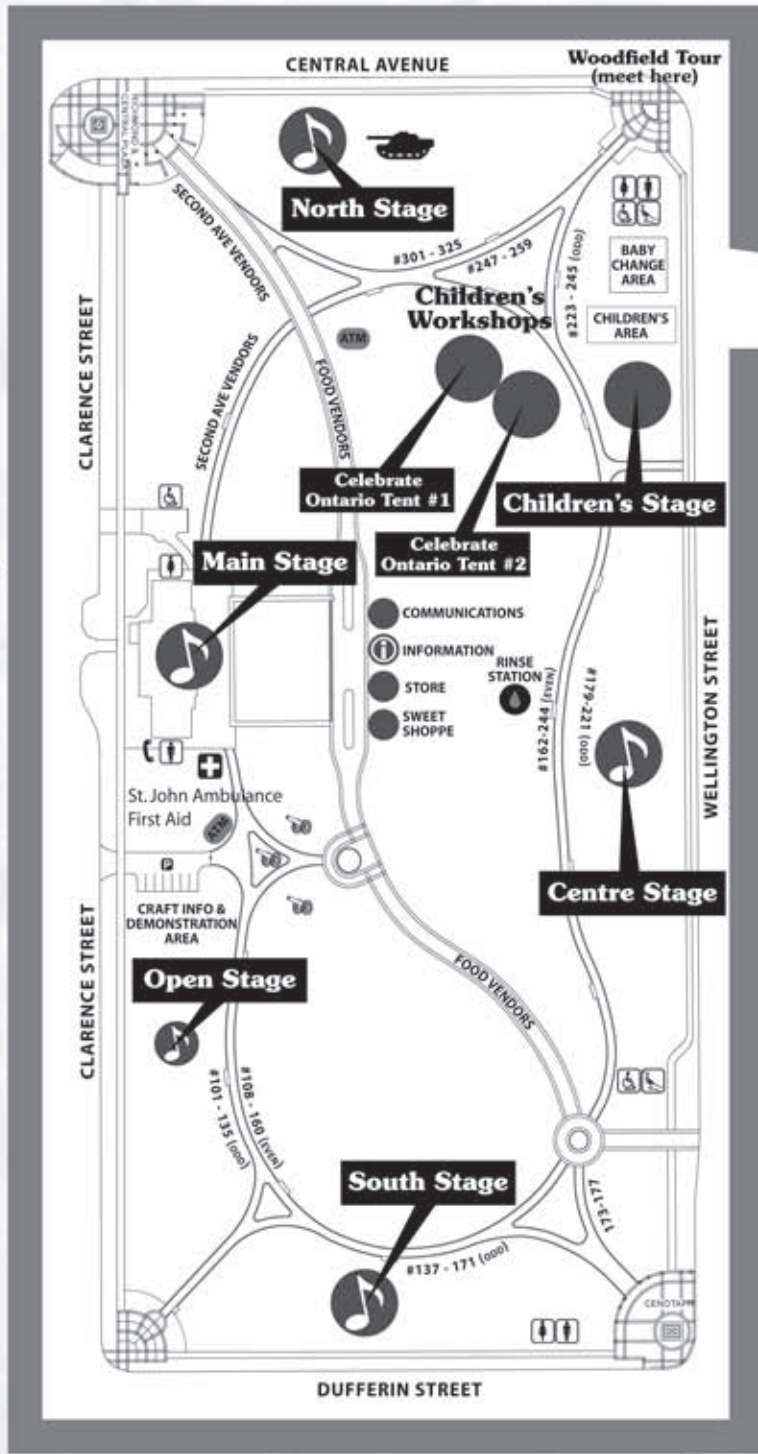 CENTRAL AVENUE
Woodfield Tour
(meet here)
RICHMOND &
CENTRAL PLAZA
North Stage
SECOND AVE VENDORS
#301 - 325
#247 - 259
#223 - 245 (ODD)
BABY
CHANGE
AREA
CHILDREN'S
AREA
Children's
Workshops
ATM
CLARENCE STREET
SECOND AVE VENDORS
FOOD VENDORS
Celebrate
Ontario Tent #1
Children's Stage
Celebrate
Ontario Tent #2
Main Stage
COMMUNICATIONS
INFORMATION
STORE
SWEET
SHOPPE
RINSE
STATION
#162-244 (EVEN)
#179-221 (ODD)
WELLINGTON STREET
St. John Ambulance
First Aid
ATM
P
Centre Stage
CRAFT INFO &
DEMONSTRATION
AREA
CLARENCE STREET
Open Stage
FOOD VENDORS
#101 - 135 (ODD)
#108 - 160 (EVEN)
South Stage
173-177
#137 - 171 (ODD)
DUFFERIN STREET